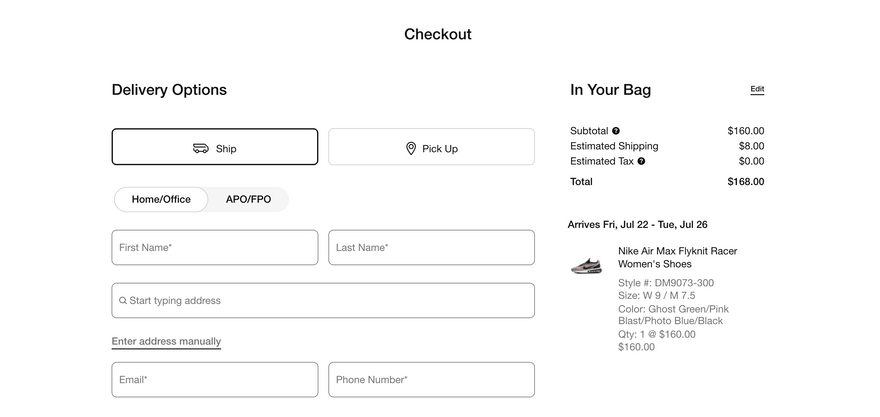 Checkout
Delivery Options
Ship
Pick Up
Home/Office
APO/FPO
First Name*
Last Name*
Start typing address
Enter address manually
Email*
Phone Number*
In Your Bag
Edit
Subtotal ?
$160.00
Estimated Shipping
$8.00
Estimated Tax ?
$0.00
Total
$168.00
Arrives Fri, Jul 22 - Tue, Jul 26
Nike Air Max Flyknit Racer
Women's Shoes
Style #: DM9073-300
Size: W 9 / M 7.5
Color: Ghost Green/Pink
Blast/Photo Blue/Black
Qty: 1 @ $160.00
$160.00